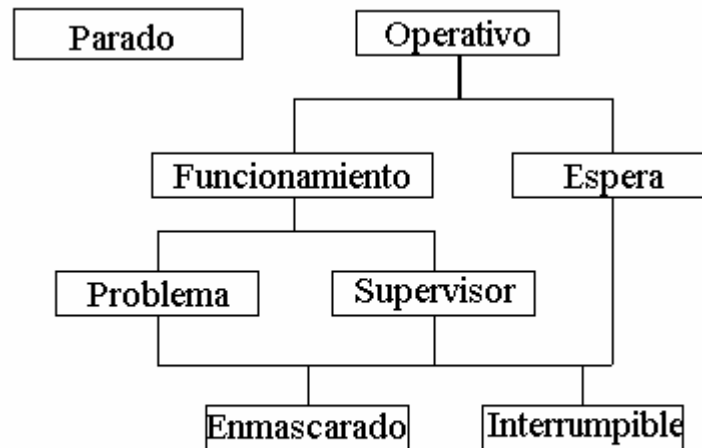 Parado
Operativo
Funcionamiento
Espera
Problema
Supervisor
Enmascarado
Interrumpible